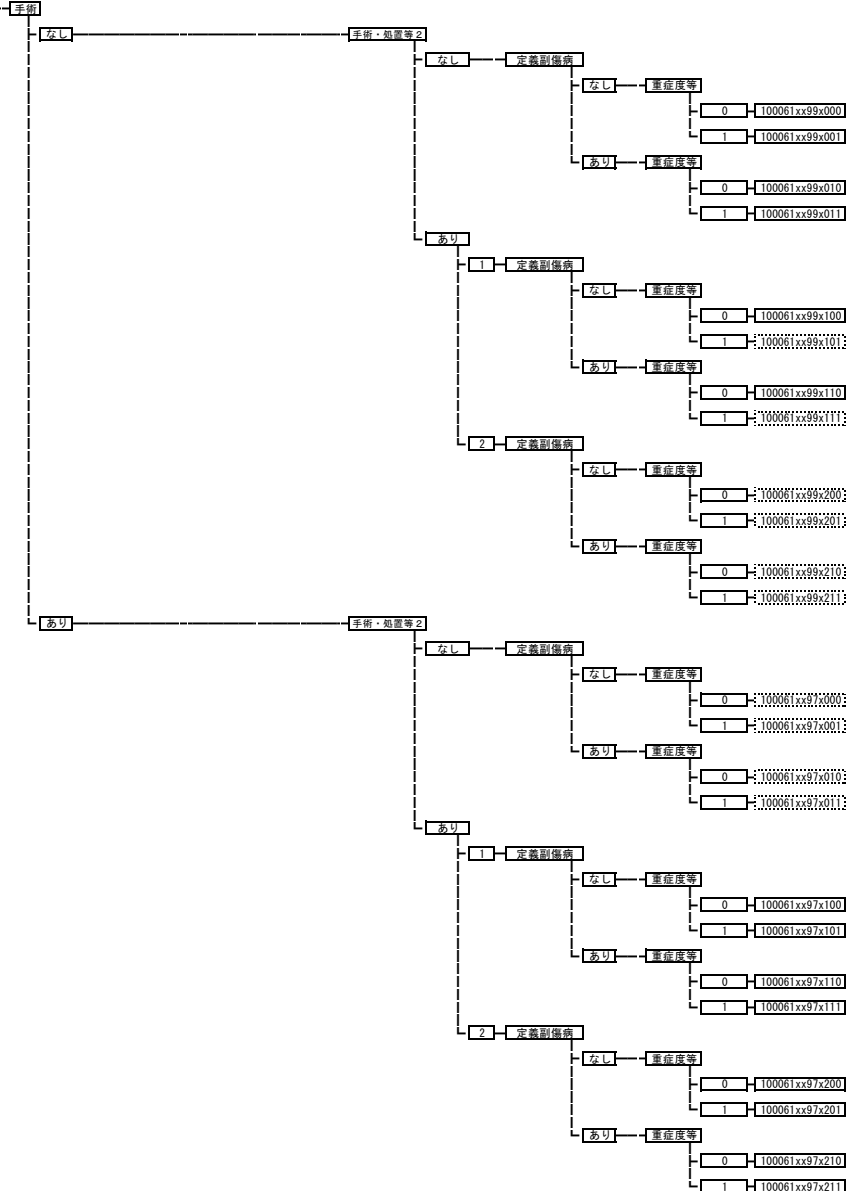 手術
なし 手術・処置等2
なし 定義副傷病
なし 重症度等
0 100061xx99x000
1 100061xx99x001
あり 重症度等
0 100061xx99x010
1 100061xx99x011
あり
1 定義副傷病
なし 重症度等
0 100061xx99x100
1 100061xx99x101
あり 重症度等
0 100061xx99x110
1 100061xx99x111
2 定義副傷病
なし 重症度等
0 100061xx99x200
1 100061xx99x201
あり 重症度等
0 100061xx99x210
1 100061xx99x211
あり 手術・処置等2
なし 定義副傷病
なし 重症度等
0 100061xx97x000
1 100061xx97x001
あり 重症度等
0 100061xx97x010
1 100061xx97x011
あり
1 定義副傷病
なし 重症度等
0 100061xx97x100
1 100061xx97x101
あり 重症度等
0 100061xx97x110
1 100061xx97x111
2 定義副傷病
なし 重症度等
0 100061xx97x200
1 100061xx97x201
あり 重症度等
0 100061xx97x210
1 100061xx97x211